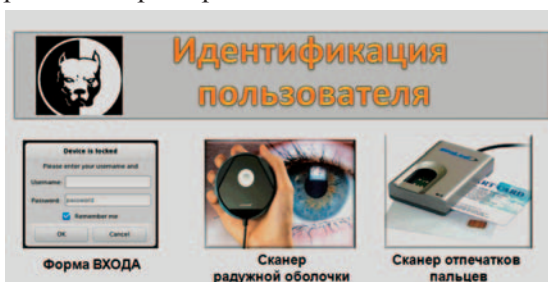 Идентификация
пользователя
Device is locked
Please enter your username and
Username:
Password: password
Remember me
OK Cancel
Форма ВХОДА
Сканер
радужной оболочки
Сканер отпечатков
пальцев